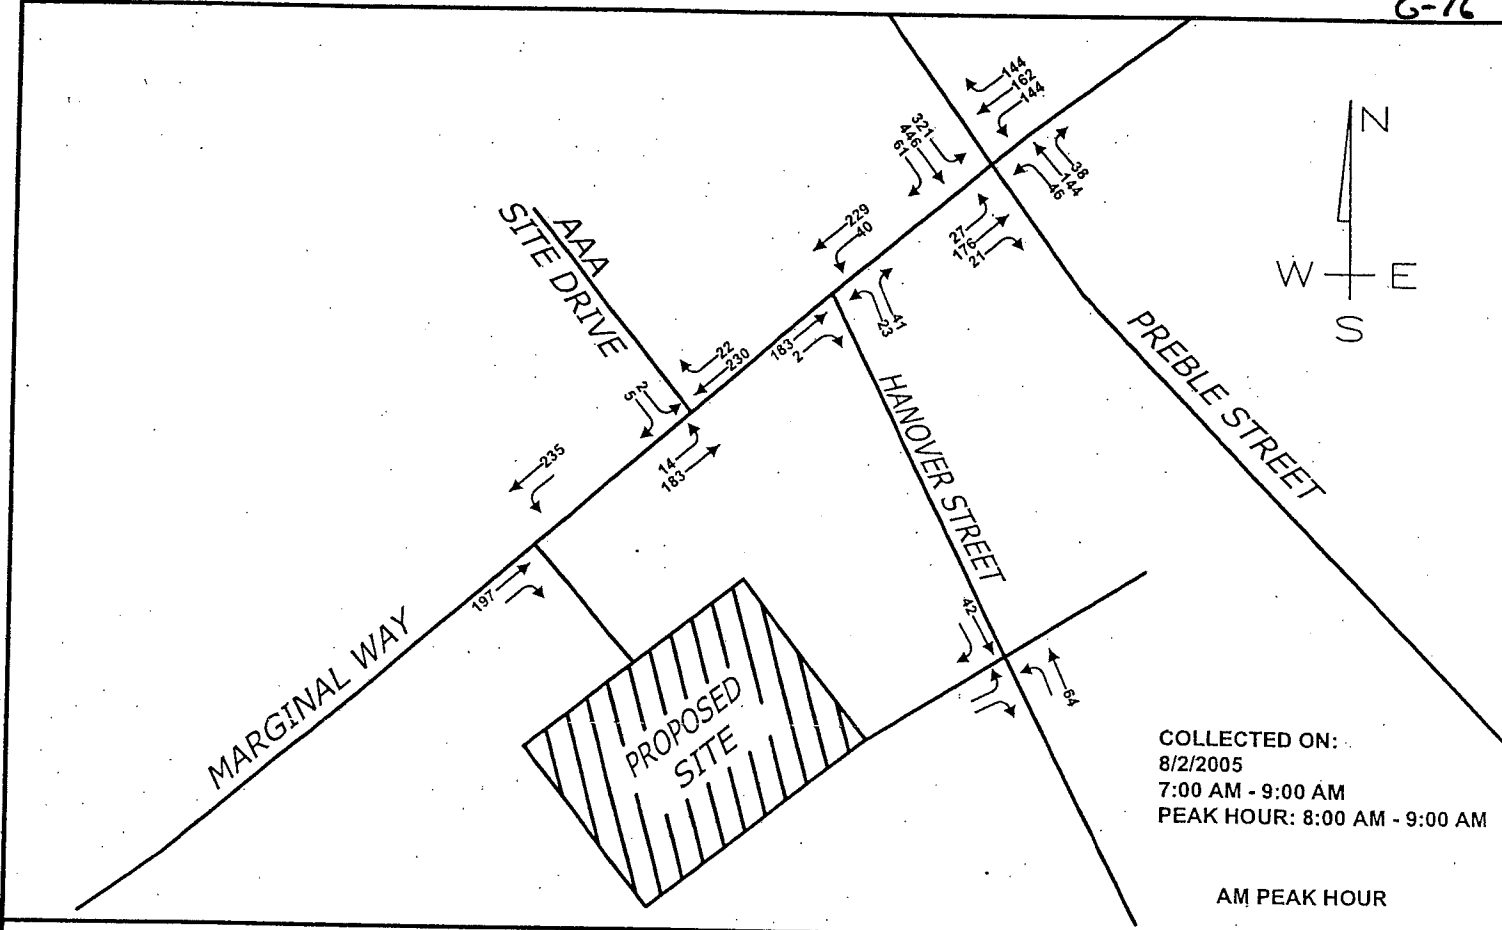 G-16
144
162
144
321
446
61
38
144
46
27
176
21
229
40
41
23
183
2
N
W E
S
AAA
SITE DRIVE
22
230
2
5
14
183
235
197
HANOVER STREET
PREBLE STREET
MARGINAL WAY
42
64
PROPOSED
SITE
COLLECTED ON:
8/2/2005
7:00 AM - 9:00 AM
PEAK HOUR: 8:00 AM - 9:00 AM
AM PEAK HOUR